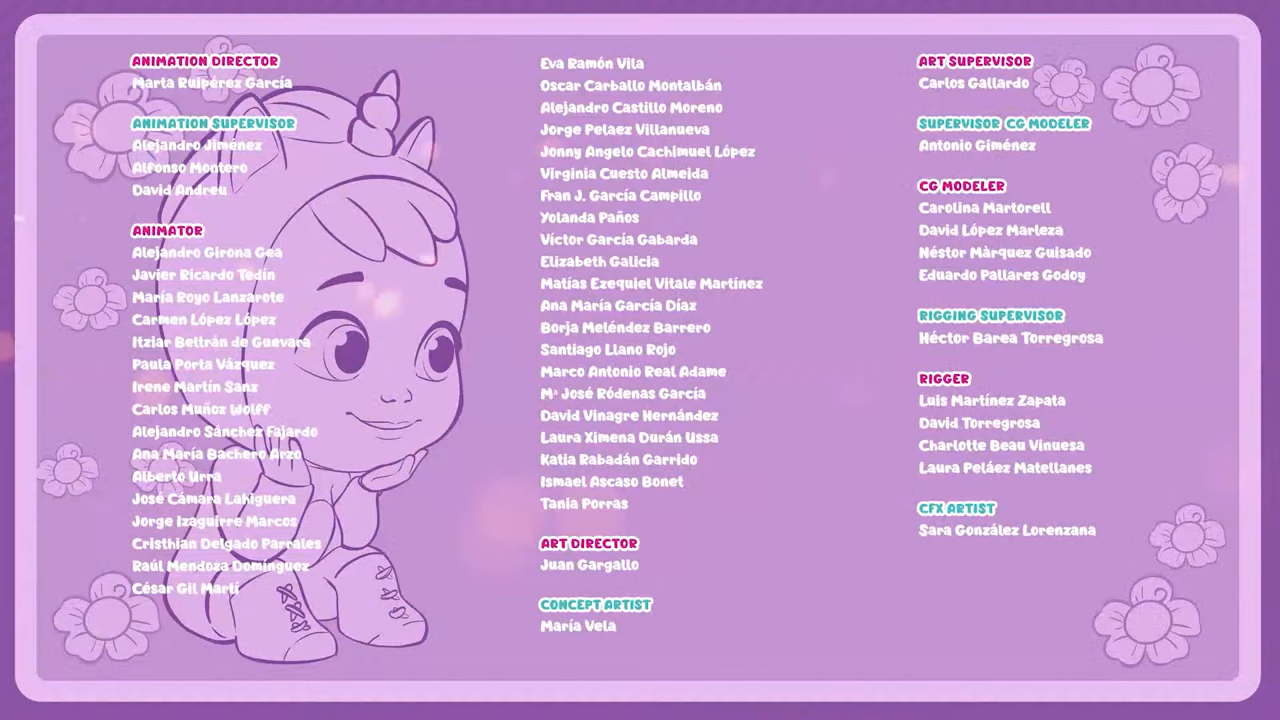 ANIMATION DIRECTOR
Marta Ruipérez García
ANIMATION SUPERVISOR
Alejandro Jiménez
Alfonso Montero
David Andreu
ANIMATOR
Alejandro Girona Gea
Javier Ricardo Tedín
María Royo Lanzarote
Carmen López López
Itziar Beltrán de Guevara
Paula Porta Vázquez
Irene Martín Sanz
Carlos Muñoz Wolff
Alejandro Sánchez Fajardo
Ana María Bachero Arzo
Alberto Urra
José Cámara Lahiguera
Jorge Izaguirre Marcos
Cristhian Delgado Parrales
Raúl Mendoza Domínguez
César Gil Martí
Eva Ramón Vila
Oscar Carballo Montalbán
Alejandro Castillo Moreno
Jorge Pelaez Villanueva
Jonny Angelo Cachimuel López
Virginia Cuesto Almeida
Fran J. García Campillo
Yolanda Paños
Víctor García Gabarda
Elizabeth Galicia
Matías Ezequiel Vitale Martínez
Ana María García Díaz
Borja Meléndez Barrero
Santiago Llano Rojo
Marco Antonio Real Adame
Mª José Ródenas García
David Vinagre Hernández
Laura Ximena Durán Ussa
Katia Rabadán Garrido
Ismael Ascaso Bonet
Tania Porras
ART DIRECTOR
Juan Gargallo
CONCEPT ARTIST
María Vela
ART SUPERVISOR
Carlos Gallardo
SUPERVISOR CG MODELER
Antonio Giménez
CG MODELER
Carolina Martorell
David López Marleza
Néstor Màrquez Guisado
Eduardo Pallares Godoy
RIGGING SUPERVISOR
Héctor Barea Torregrosa
RIGGER
Luis Martínez Zapata
David Torregrosa
Charlotte Beau Vinuesa
Laura Peláez Matellanes
CFX ARTIST
Sara González Lorenzana